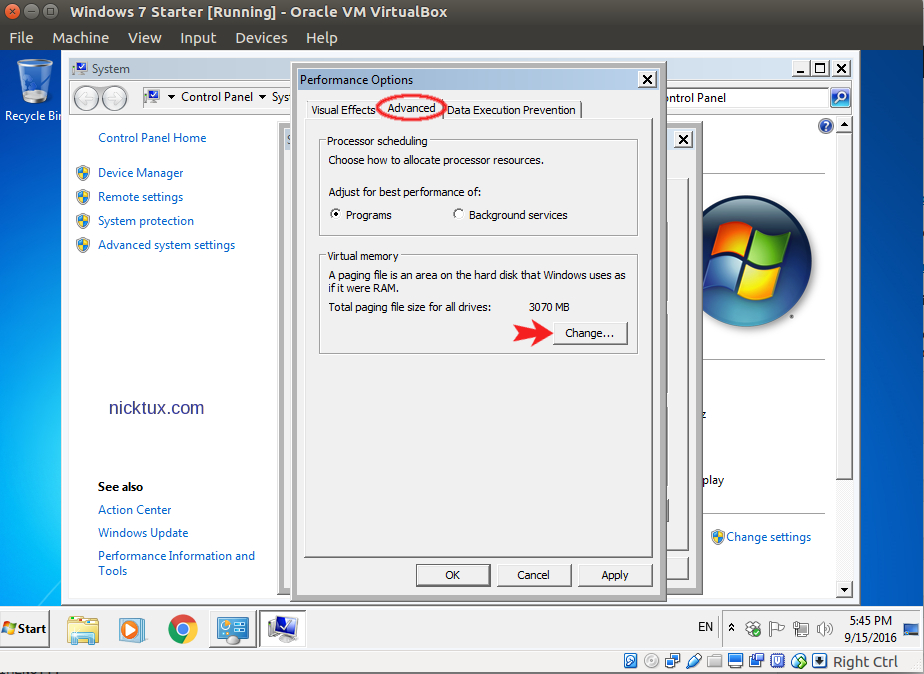 Windows 7 Starter [Running] - Oracle VM VirtualBox
File Machine View Input Devices Help
Recycle Bin
System
Control Panel
Sys
ontrol Panel
Control Panel Home
Device Manager
Remote settings
System protection
Advanced system settings
nicktux.com
See also
Action Center
Windows Update
Performance Information and
Tools
Performance Options
Visual Effects Advanced Data Execution Prevention
Processor scheduling
Choose how to allocate processor resources.
Adjust for best performance of:
Programs Background services
Virtual memory
A paging file is an area on the hard disk that Windows uses as
if it were RAM.
Total paging file size for all drives: 3070 MB
Change...
OK Cancel Apply
play
Change settings
Start
EN
5:45 PM
9/15/2016
Right Ctrl